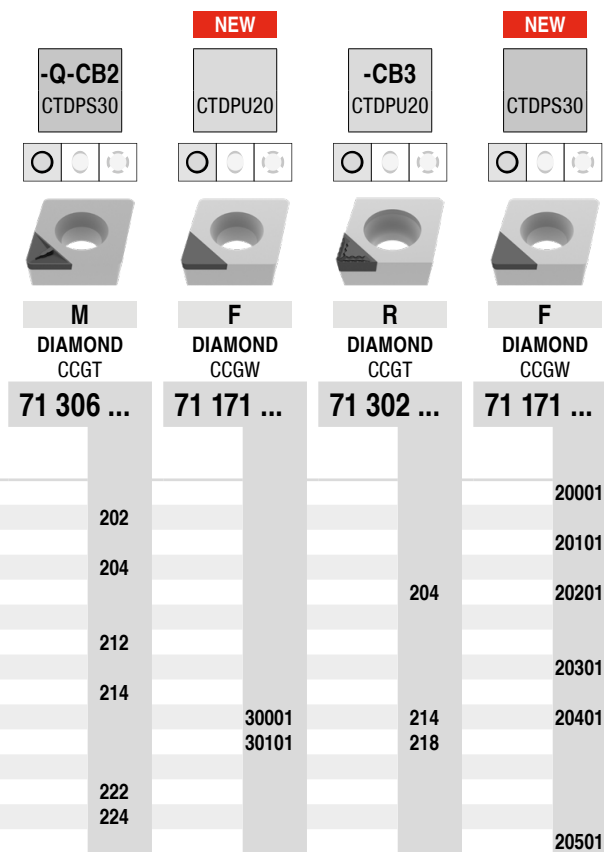 NEW NEW
-Q-CB2 -CB3
CTDPS30 CTDPU20 CTDPU20 CTDPS30
M F R F
DIAMOND DIAMOND DIAMOND DIAMOND
CCGT CCGW CCGT CCGW
71 306 ... 71 171 ... 71 302 ... 71 171 ...
20001
202
20101
204
204 20201
212
20301
214
30001 214 20401
30101 218
222
224
20501